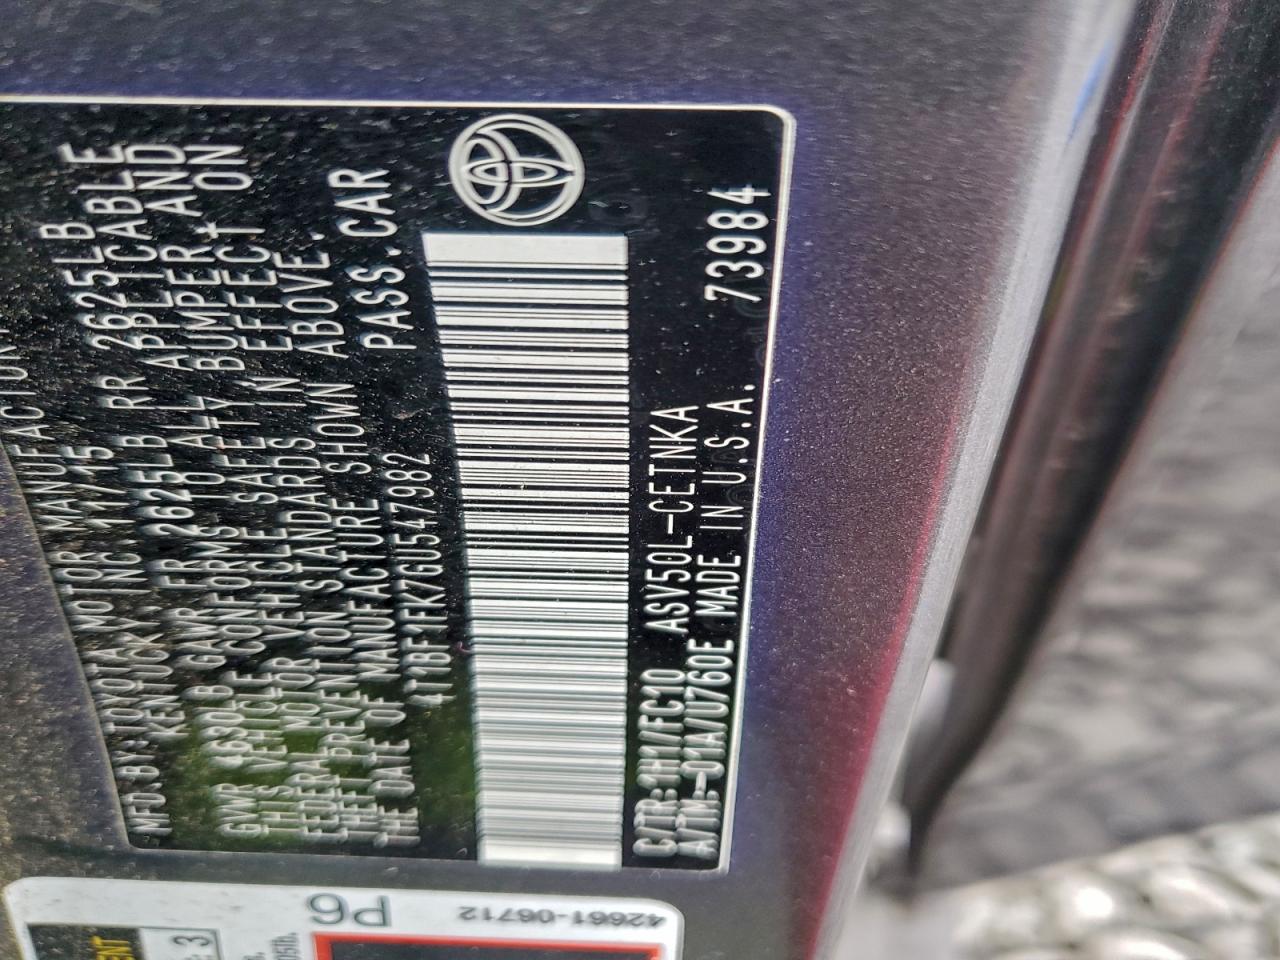 MFD.BY:TOYOTA MOTOR MANUFACTURING
KENTUCKY, INC 11/15
GVWR 4630LB GAWR FR 2625LB RR 2625LB
THIS VEHICLE CONFORMS TO ALL APPLICABLE
FEDERAL MOTOR VEHICLE SAFETY, BUMPER, AND
THEFT PREVENTION STANDARDS IN EFFECT ON
THE DATE OF MANUFACTURE SHOWN ABOVE.
4T1BF1FK7GU547982 PASS.CAR
C/TR:1H1/FC10 ASV50L-CETNKA
A/TM:-01A/U760E MADE IN U.S.A. 73984
P6
42661-06712
3